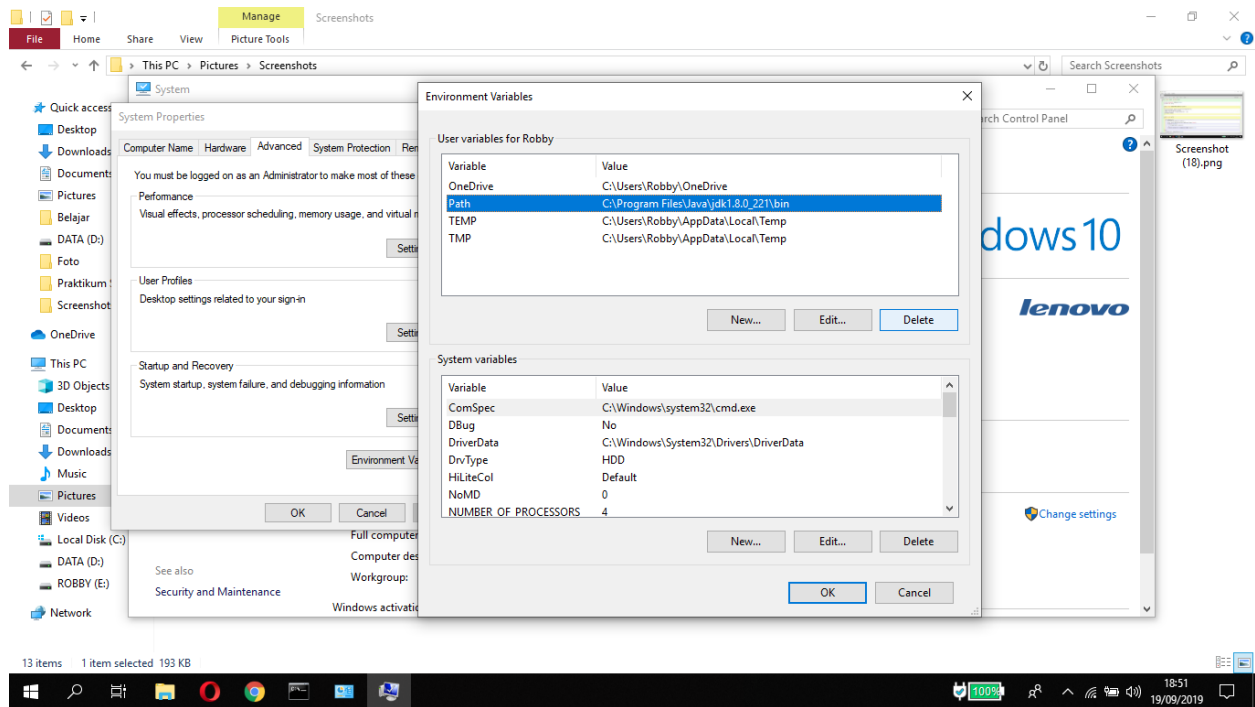 Manage
Screenshots
File
Home
Share
View
Picture Tools
This PC
Pictures
Screenshots
Search Screenshots
Quick access
Desktop
Downloads
Documents
Pictures
Belajar
DATA (D:)
Foto
Praktikum
Screenshot
OneDrive
This PC
3D Objects
Desktop
Documents
Downloads
Music
Pictures
Videos
Local Disk (C:)
DATA (D:)
ROBBY (E:)
Network
System
System Properties
Computer Name
Hardware
Advanced
System Protection
You must be logged on as an Administrator to make most of these
Performance
Visual effects, processor scheduling, memory usage, and virtual
User Profiles
Desktop settings related to your sign-in
Startup and Recovery
System startup, system failure, and debugging information
Environment
OK
Cancel
See also
Security and Maintenance
Full computer
Computer
Workgroup:
Windows
Environment Variables
User variables for Robby
Variable Value
OneDrive C:\Users\Robby\OneDrive
Path C:\Program Files\Java\jdk1.8.0_221\bin
TEMP C:\Users\Robby\AppData\Local\Temp
TMP C:\Users\Robby\AppData\Local\Temp
New...
Edit...
Delete
System variables
Variable Value
ComSpec C:\Windows\system32\cmd.exe
DBug No
DriverData C:\Windows\System32\Drivers\DriverData
DrvType HDD
HiLiteCol Default
NoMD 0
NUMBER_OF_PROCESSORS 4
New...
Edit...
Delete
OK
Cancel
Control Panel
dows 10
lenovo
Change settings
Screenshot
(18).png
13 items
1 item selected 193 KB
100%
18:51
19/09/2019